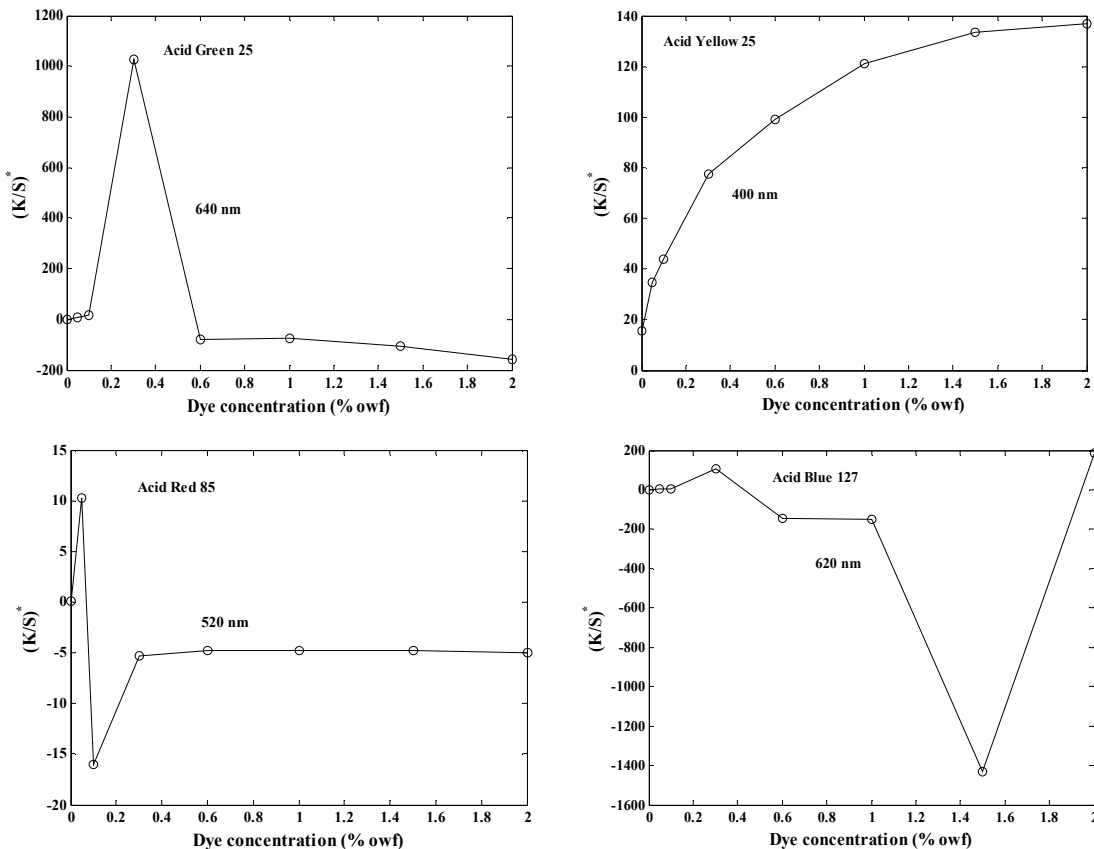 Acid Green 25
640 nm
(K/S)*
1200
1000
800
600
400
200
0
-200
0 0.2 0.4 0.6 0.8 1 1.2 1.4 1.6 1.8 2
Dye concentration (% owf)
Acid Yellow 25
400 nm
(K/S)*
140
120
100
80
60
40
20
0
0 0.2 0.4 0.6 0.8 1 1.2 1.4 1.6 1.8 2
Dye concentration (% owf)
Acid Red 85
520 nm
(K/S)*
15
10
5
0
-5
-10
-15
-20
0 0.2 0.4 0.6 0.8 1 1.2 1.4 1.6 1.8 2
Dye concentration (% owf)
Acid Blue 127
620 nm
(K/S)*
200
0
-200
-400
-600
-800
-1000
-1200
-1400
-1600
0 0.2 0.4 0.6 0.8 1 1.2 1.4 1.6 1.8 2
Dye concentration (% owf)